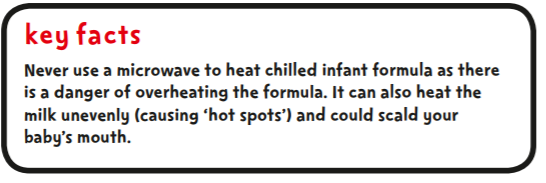 key facts
Never use a microwave to heat chilled infant formula as there
is a danger of overheating the formula. It can also heat the
milk unevenly (causing ‘hot spots’) and could scald your
baby’s mouth.